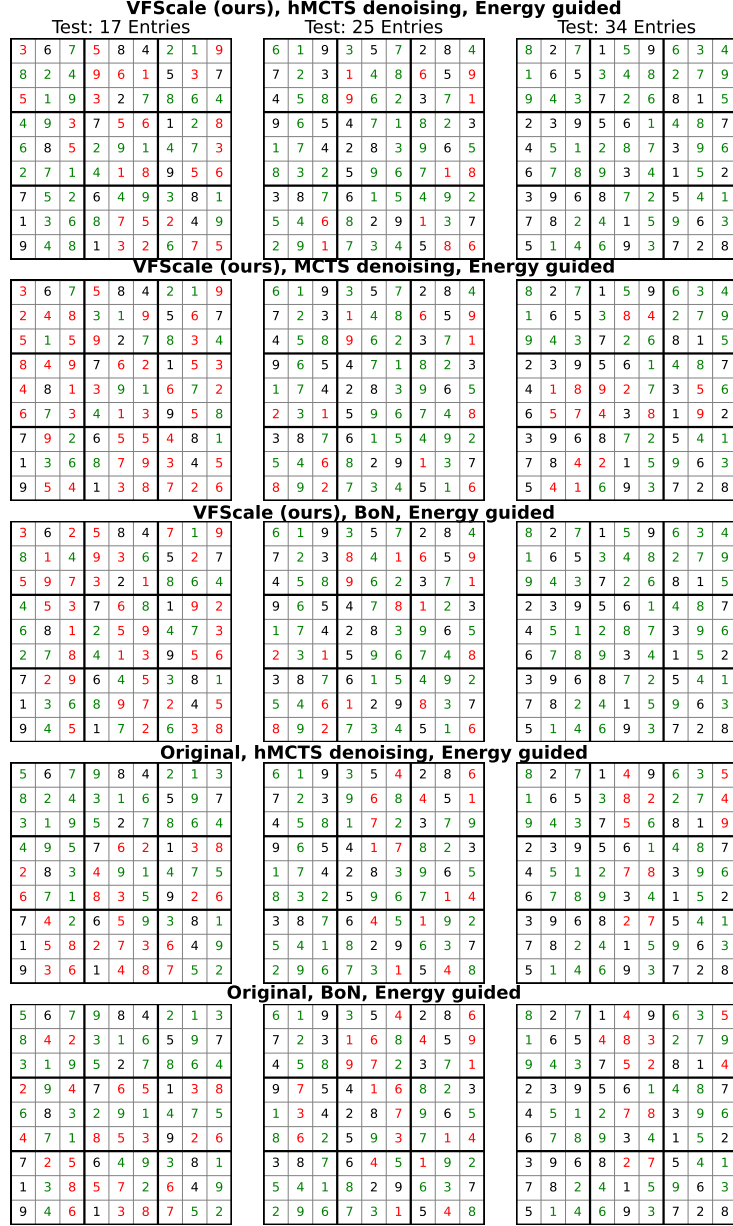 VFScale (ours), hMCTS denoising, Energy guided
Test: 17 Entries Test: 25 Entries Test: 34 Entries
3 6 7 5 8 4 2 1 9 6 1 9 3 5 7 2 8 4 8 2 7 1 5 9 6 3 4
8 2 4 9 6 1 5 3 7 7 2 3 1 4 8 6 5 9 1 6 5 3 4 8 2 7 9
5 1 9 3 2 7 8 6 4 4 5 8 9 6 2 3 7 1 9 4 3 7 2 6 8 1 5
4 9 3 7 5 6 1 2 8 9 6 5 4 7 1 8 2 3 2 3 9 5 6 1 4 8 7
6 8 5 2 9 1 4 7 3 1 7 4 2 8 3 9 6 5 4 5 1 2 8 7 3 9 6
2 7 1 4 1 8 9 5 6 8 3 2 5 9 6 7 1 8 6 7 8 9 3 4 1 5 2
7 5 2 6 4 9 3 8 1 3 8 7 6 1 5 4 9 2 3 9 6 8 7 2 5 4 1
1 3 6 8 7 5 2 4 9 5 4 6 8 2 9 1 3 7 7 8 2 4 1 5 9 6 3
9 4 8 1 3 2 6 7 5 2 9 1 7 3 4 5 8 6 5 1 4 6 9 3 7 2 8
VFScale (ours), MCTS denoising, Energy guided
3 6 7 5 8 4 2 1 9 6 1 9 3 5 7 2 8 4 8 2 7 1 5 9 6 3 4
2 4 8 3 1 9 5 6 7 7 2 3 1 4 8 6 5 9 1 6 5 3 8 4 2 7 9
5 1 5 9 2 7 8 3 4 4 5 8 9 6 2 3 7 1 9 4 3 7 2 6 8 1 5
8 4 9 7 6 2 1 5 3 9 6 5 4 7 1 8 2 3 2 3 9 5 6 1 4 8 7
4 8 1 3 9 1 6 7 2 1 7 4 2 8 3 9 6 5 4 1 8 9 2 7 3 5 6
6 7 3 4 1 3 9 5 8 2 3 1 5 9 6 7 4 8 6 5 7 4 3 8 1 9 2
7 9 2 6 5 5 4 8 1 3 8 7 6 1 5 4 9 2 3 9 6 8 7 2 5 4 1
1 3 6 8 7 9 3 4 5 5 4 6 8 2 9 1 3 7 7 8 4 2 1 5 9 6 3
9 5 4 1 3 8 7 2 6 8 9 2 7 3 4 5 1 6 5 4 1 6 9 3 7 2 8
VFScale (ours), BoN, Energy guided
3 6 2 5 8 4 7 1 9 6 1 9 3 5 7 2 8 4 8 2 7 1 5 9 6 3 4
8 1 4 9 3 6 5 2 7 7 2 3 8 4 1 6 5 9 1 6 5 3 4 8 2 7 9
5 9 7 3 2 1 8 6 4 4 5 8 9 6 2 3 7 1 9 4 3 7 2 6 8 1 5
4 5 3 7 6 8 1 9 2 9 6 5 4 7 8 1 2 3 2 3 9 5 6 1 4 8 7
6 8 1 2 5 9 4 7 3 1 7 4 2 8 3 9 6 5 4 5 1 2 8 7 3 9 6
2 7 8 4 1 3 9 5 6 2 3 1 5 9 6 7 4 8 6 7 8 9 3 4 1 5 2
7 2 9 6 4 5 3 8 1 3 8 7 6 1 5 4 9 2 3 9 6 8 7 2 5 4 1
1 3 6 8 9 7 2 4 5 5 4 6 1 2 9 8 3 7 7 8 2 4 1 5 9 6 3
9 4 5 1 7 2 6 3 8 8 9 2 7 3 4 5 1 6 5 1 4 6 9 3 7 2 8
Original, hMCTS denoising, Energy guided
5 6 7 9 8 4 2 1 3 6 1 9 3 5 4 2 8 6 8 2 7 1 4 9 6 3 5
8 2 4 3 1 6 5 9 7 7 2 3 9 6 8 4 5 1 1 6 5 3 8 2 2 7 4
3 1 9 5 2 7 8 6 4 4 5 8 1 7 2 3 7 9 9 4 3 7 5 6 8 1 9
4 9 5 7 6 2 1 3 8 9 6 5 4 1 7 8 2 3 2 3 9 5 6 1 4 8 7
2 8 3 4 9 1 4 7 5 1 7 4 2 8 3 9 6 5 4 5 1 2 7 8 3 9 6
6 7 1 8 3 5 9 2 6 8 3 2 5 9 6 7 1 4 6 7 8 9 3 4 1 5 2
7 4 2 6 5 9 3 8 1 3 8 7 6 4 5 1 9 2 3 9 6 8 2 7 5 4 1
1 5 8 2 7 3 6 4 9 5 4 1 8 2 9 6 3 7 7 8 2 4 1 5 9 6 3
9 3 6 1 4 8 7 5 2 2 9 6 7 3 1 5 4 8 5 1 4 6 9 3 7 2 8
Original, BoN, Energy guided
5 6 7 9 8 4 2 1 3 6 1 9 3 5 4 2 8 6 8 2 7 1 4 9 6 3 5
8 4 2 3 1 6 5 9 7 7 2 3 1 6 8 4 5 9 1 6 5 4 8 3 2 7 9
3 1 9 5 2 7 8 6 4 4 5 8 9 7 2 3 7 1 9 4 3 7 5 2 8 1 4
2 9 4 7 6 5 1 3 8 9 7 5 4 1 6 8 2 3 2 3 9 5 6 1 4 8 7
6 8 3 2 9 1 4 7 5 1 3 4 2 8 7 9 6 5 4 5 1 2 7 8 3 9 6
4 7 1 8 5 3 9 2 6 8 6 2 5 9 3 7 1 4 6 7 8 9 3 4 1 5 2
7 2 5 6 4 9 3 8 1 3 8 7 6 4 5 1 9 2 3 9 6 8 2 7 5 4 1
1 3 8 5 7 2 6 4 9 5 4 1 8 2 9 6 3 7 7 8 2 4 1 5 9 6 3
9 4 6 1 3 8 7 5 2 2 9 6 7 3 1 5 4 8 5 1 4 6 9 3 7 2 8